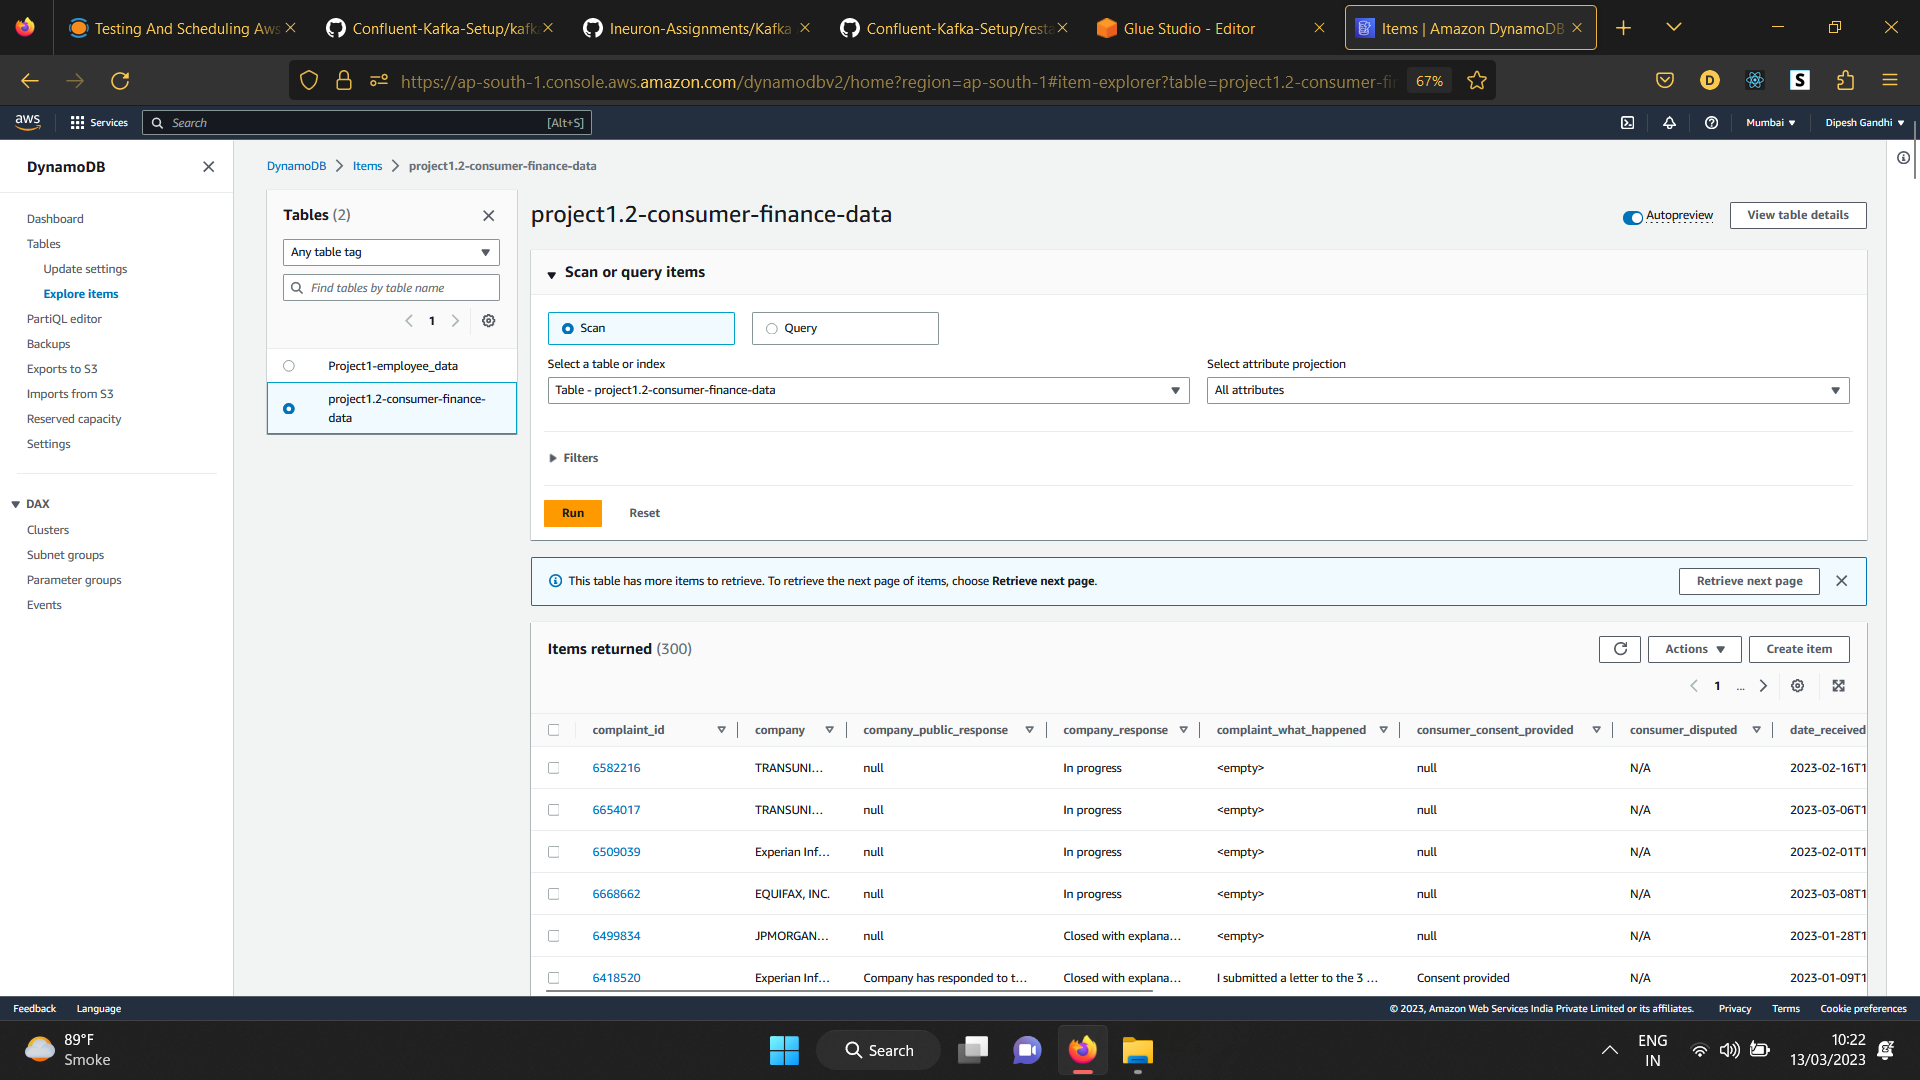 Testing And Scheduling Aws
Confluent-Kafka-Setup/kafk
Ineuron-Assignments/Kafka
Confluent-Kafka-Setup/resta
Glue Studio - Editor
Items | Amazon DynamoDB
https://ap-south-1.console.aws.amazon.com/dynamodbv2/home?region=ap-south-1#item-explorer?table=project1.2-consumer-fi
67%
D
S
aws
Services
Search
[Alt+S]
Mumbai
Dipesh Gandhi
DynamoDB
Dashboard
Tables
Update settings
Explore items
PartiQL editor
Backups
Exports to S3
Imports from S3
Reserved capacity
Settings
DAX
Clusters
Subnet groups
Parameter groups
Events
DynamoDB
Items
project1.2-consumer-finance-data
Tables (2)
Any table tag
Find tables by table name
1
Project1-employee_data
project1.2-consumer-finance-
data
project1.2-consumer-finance-data
Autopreview
View table details
Scan or query items
Scan
Query
Select a table or index
Select attribute projection
Table - project1.2-consumer-finance-data
All attributes
Filters
Run
Reset
This table has more items to retrieve. To retrieve the next page of items, choose Retrieve next page.
Retrieve next page
Items returned (300)
Actions
Create item
1 ...
complaint_id company company_public_response company_response complaint_what_happened consumer_consent_provided consumer_disputed date_received
6582216 TRANSUNI... null In progress <empty> null N/A 2023-02-16T1
6654017 TRANSUNI... null In progress <empty> null N/A 2023-03-06T1
6509039 Experian Inf... null In progress <empty> null N/A 2023-02-01T1
6668662 EQUIFAX, INC. null In progress <empty> null N/A 2023-03-08T1
6499834 JPMORGAN... null Closed with explana... <empty> null N/A 2023-01-28T1
6418520 Experian Inf... Company has responded to t... Closed with explana... I submitted a letter to the 3 ... Consent provided N/A 2023-01-09T1
Feedback
Language
© 2023, Amazon Web Services India Private Limited or its affiliates.
Privacy
Terms
Cookie preferences
89°F
Smoke
Search
ENG
IN
10:22
13/03/2023